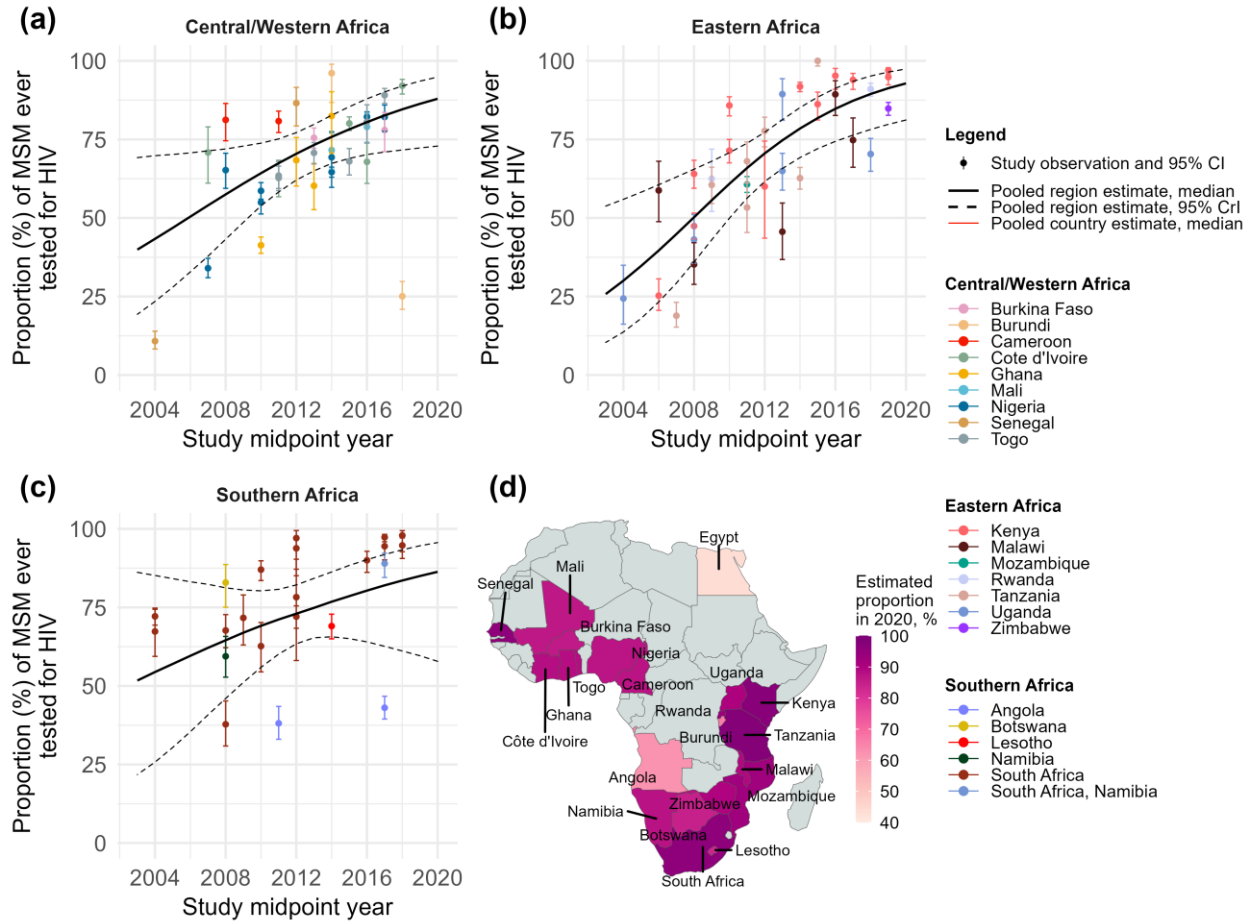 (a)
Central/Western Africa
Proportion (%) of MSM ever
tested for HIV
100
75
50
25
0
2004 2008 2012 2016 2020
Study midpoint year
(b)
Eastern Africa
Proportion (%) of MSM ever
tested for HIV
100
75
50
25
0
2004 2008 2012 2016 2020
Study midpoint year
Legend
Study observation and 95% CI
Pooled region estimate, median
Pooled region estimate, 95% CrI
Pooled country estimate, median
Central/Western Africa
Burkina Faso
Burundi
Cameroon
Cote d'Ivoire
Ghana
Mali
Nigeria
Senegal
Togo
(c)
Southern Africa
Proportion (%) of MSM ever
tested for HIV
100
75
50
25
0
2004 2008 2012 2016 2020
Study midpoint year
(d)
Egypt
Mali
Senegal
Burkina Faso
Nigeria
Uganda
Togo
Cameroon
Kenya
Ghana
Rwanda
Côte d'Ivoire
Burundi
Tanzania
Angola
Malawi
Zimbabwe
Mozambique
Namibia
Botswana
Lesotho
South Africa
Estimated
proportion
in 2020, %
100
90
80
70
60
50
40
Eastern Africa
Kenya
Malawi
Mozambique
Rwanda
Tanzania
Uganda
Zimbabwe
Southern Africa
Angola
Botswana
Lesotho
Namibia
South Africa
South Africa, Namibia